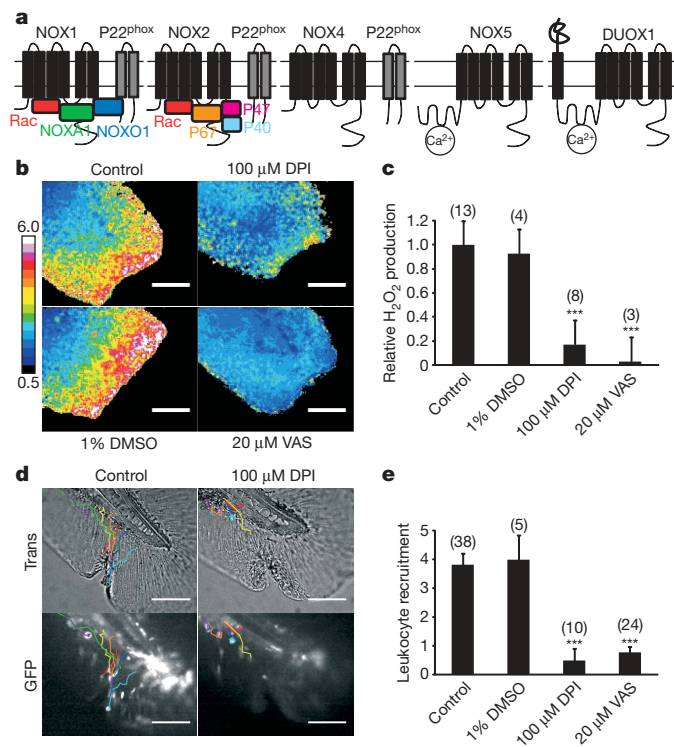 a
NOX1 P22phox NOX2 P22phox NOX4 P22phox NOX5 DUOX1
Rac NOXA1 NOXO1 Rac P67 P47 P40 Ca2+ Ca2+
b
Control 100 μM DPI
6.0
0.5
1% DMSO 20 μM VAS
c
Relative H2O2 production
1.2
1
0.8
0.6
0.4
0.2
0
(13) (4) (8) (3)
*** ***
Control 1% DMSO 100 μM DPI 20 μM VAS
d
Control 100 μM DPI
Trans
GFP
e
Leukocyte recruitment
5
4
3
2
1
0
(38) (5) (10) (24)
*** ***
Control 1% DMSO 100 μM DPI 20 μM VAS